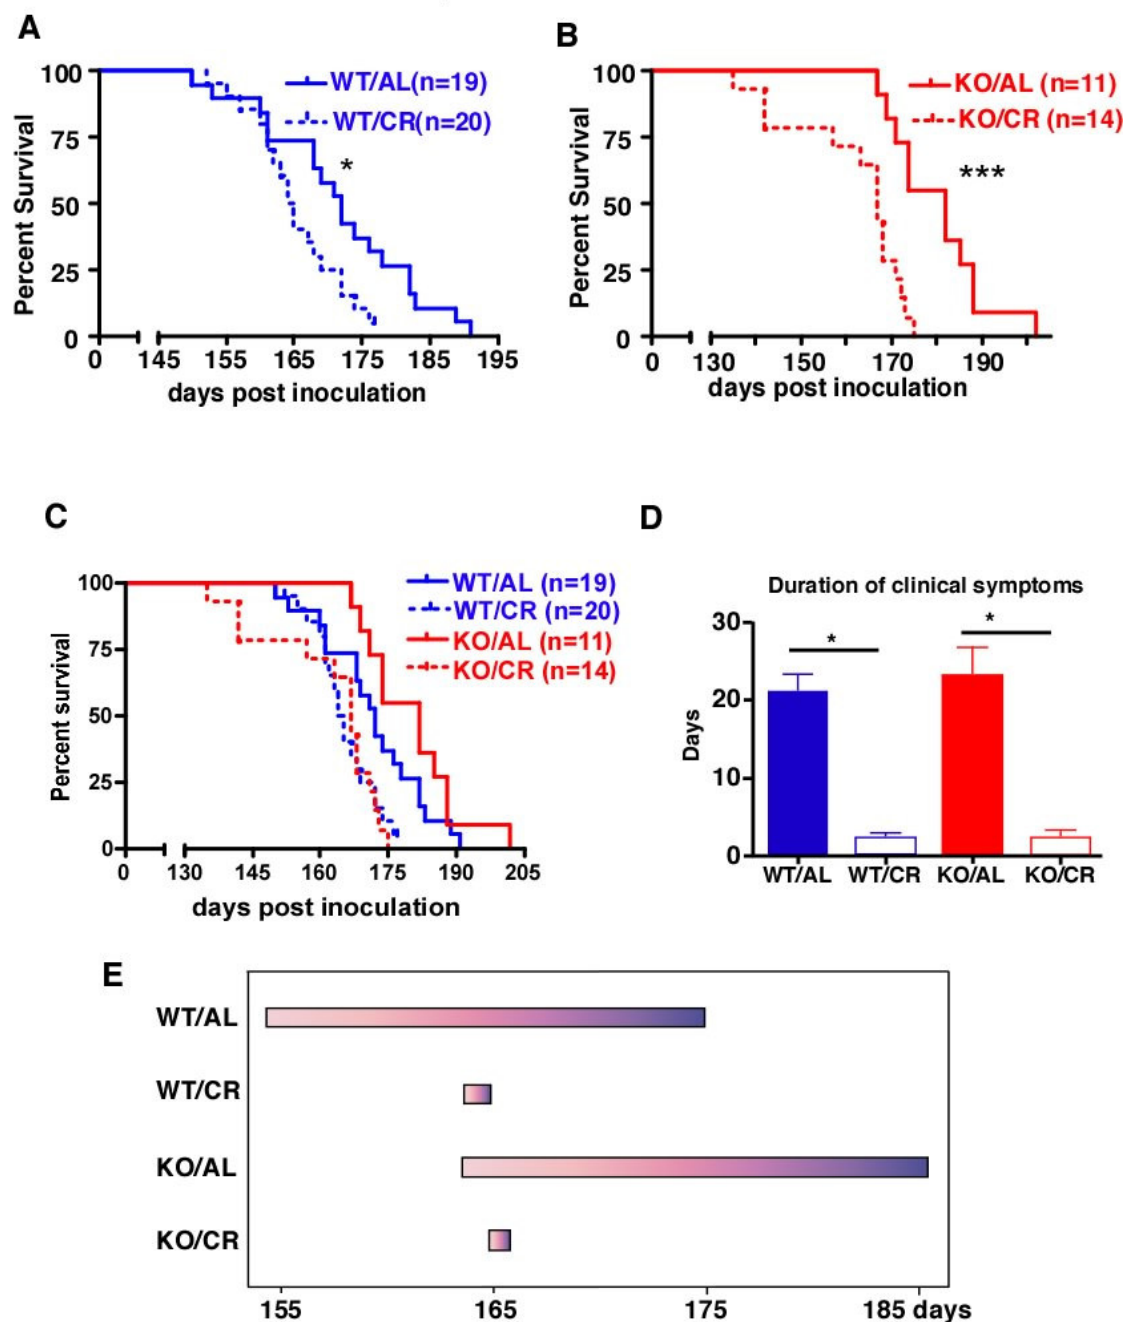 A
100
75
50
25
0
Percent Survival
WT/AL(n=19)
WT/CR(n=20)
*
0 145 155 165 175 185 195
days post inoculation
B
100
75
50
25
0
Percent Survival
KO/AL (n=11)
KO/CR (n=14)
***
0 130 150 170 190
days post inoculation
C
100
75
50
25
0
Percent survival
WT/AL (n=19)
WT/CR (n=20)
KO/AL (n=11)
KO/CR (n=14)
0 130 145 160 175 190 205
days post inoculation
D
Duration of clinical symptoms
30
20
10
0
Days
*
*
WT/AL WT/CR KO/AL KO/CR
E
WT/AL
WT/CR
KO/AL
KO/CR
155 165 175 185 days